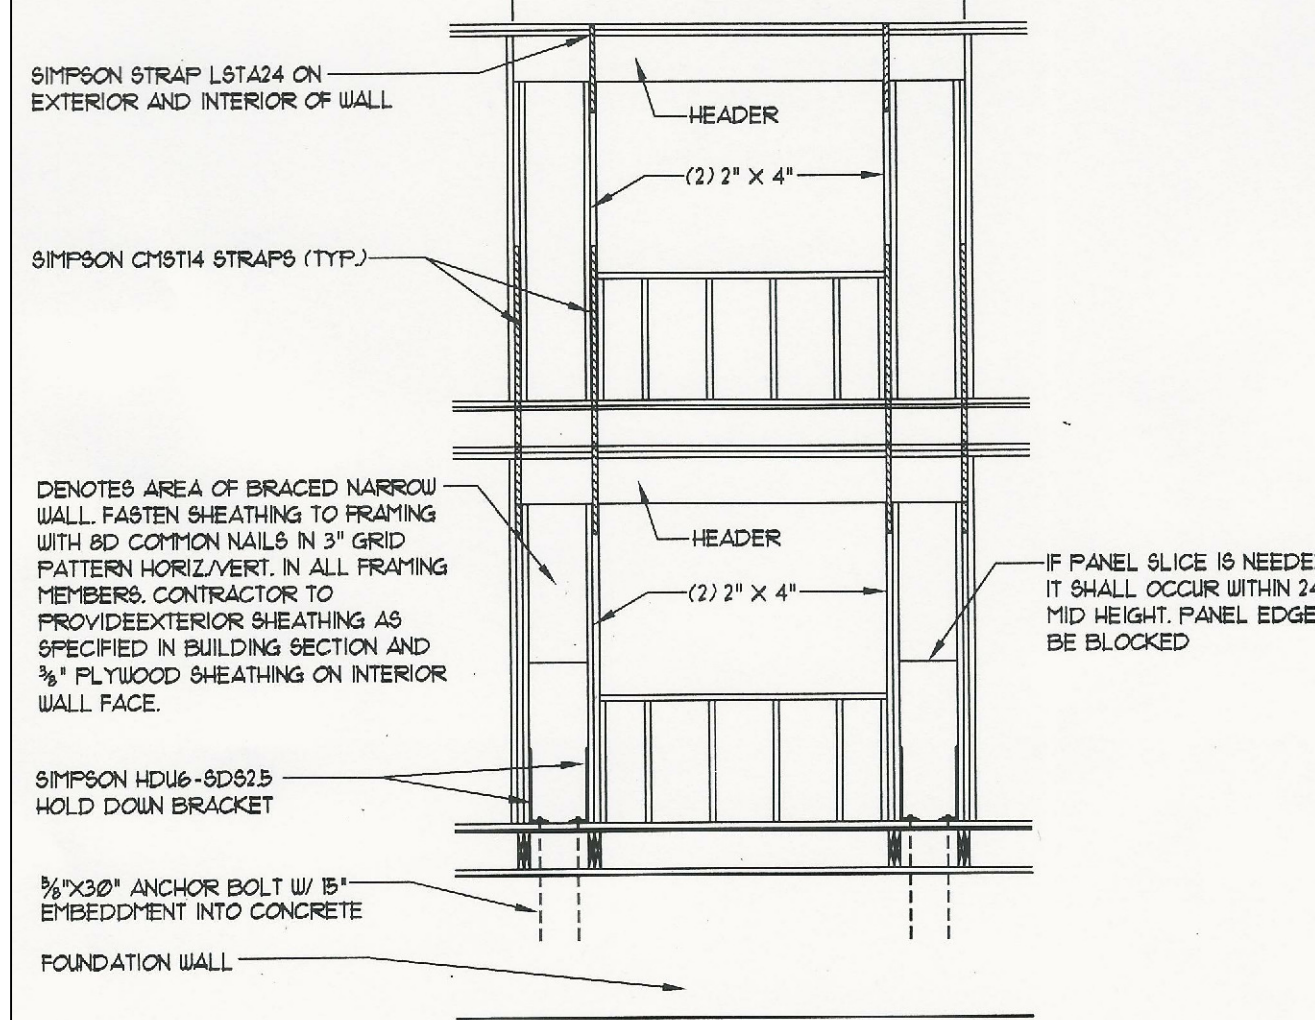 SIMPSON STRAP LSTA24 ON
EXTERIOR AND INTERIOR OF WALL
HEADER
(2) 2" X 4"
SIMPSON CMST14 STRAPS (TYP.)
DENOTES AREA OF BRACED NARROW
WALL. FASTEN SHEATHING TO FRAMING
WITH 8D COMMON NAILS IN 3" GRID
PATTERN HORIZ./VERT. IN ALL FRAMING
MEMBERS. CONTRACTOR TO
PROVIDEEXTERIOR SHEATHING AS
SPECIFIED IN BUILDING SECTION AND
3/8" PLYWOOD SHEATHING ON INTERIOR
WALL FACE.
HEADER
(2) 2" X 4"
IF PANEL SLICE IS NEEDE
IT SHALL OCCUR WITHIN 24
MID HEIGHT. PANEL EDGE
BE BLOCKED
SIMPSON HDU6-SDS2.5
HOLD DOWN BRACKET
5/8"X30" ANCHOR BOLT W/ 15"
EMBEDDMENT INTO CONCRETE
FOUNDATION WALL